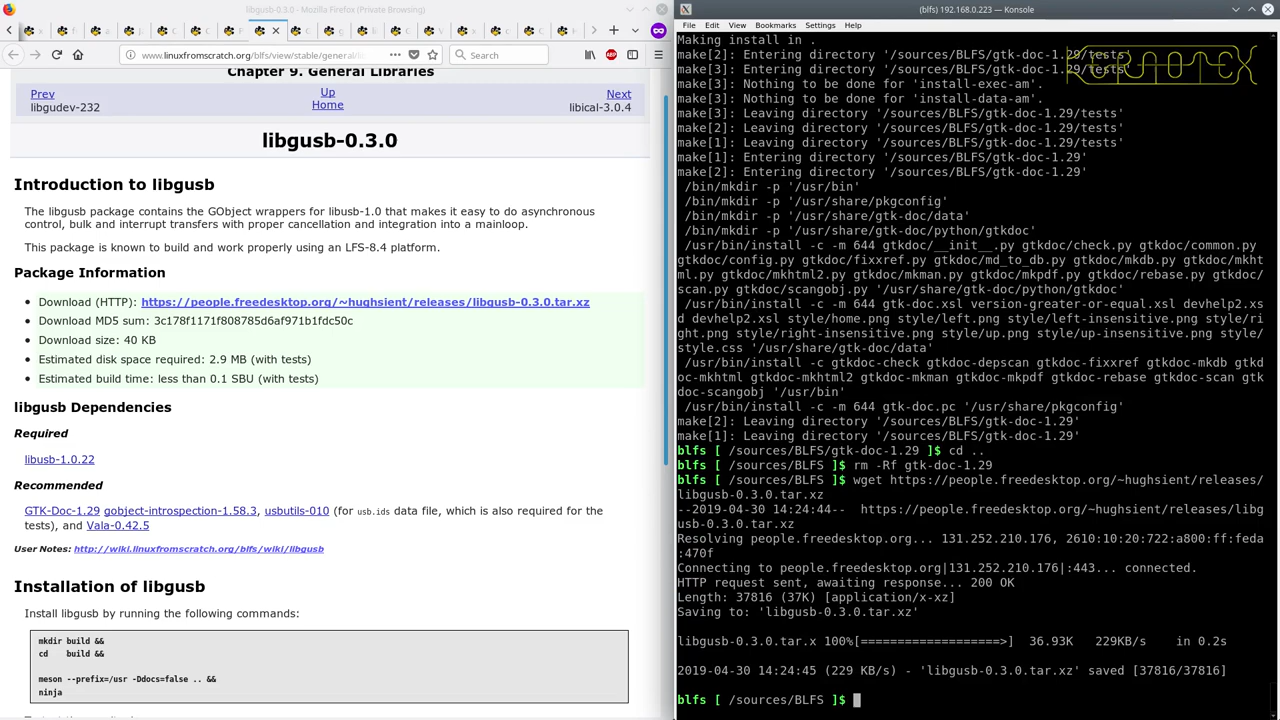 libgusb-0.3.0 - Mozilla Firefox (Private Browsing)
www.linuxfromscratch.org/blfs/view/stable/general/lib
Search
Chapter 9. General Libraries
Prev
Up
Next
libgudev-232
Home
libical-3.0.4
libgusb-0.3.0
Introduction to libgusb
The libgusb package contains the GObject wrappers for libusb-1.0 that makes it easy to do asynchronous
control, bulk and interrupt transfers with proper cancellation and integration into a mainloop.
This package is known to build and work properly using an LFS-8.4 platform.
Package Information
Download (HTTP): https://people.freedesktop.org/~hughsient/releases/libgusb-0.3.0.tar.xz
Download MD5 sum: 3c178f1171f808785d6af971b1fdc50c
Download size: 40 KB
Estimated disk space required: 2.9 MB (with tests)
Estimated build time: less than 0.1 SBU (with tests)
libgusb Dependencies
Required
libusb-1.0.22
Recommended
GTK-Doc-1.29 gobject-introspection-1.58.3, usbutils-010 (for usb.ids data file, which is also required for the
tests), and Vala-0.42.5
User Notes: http://wiki.linuxfromscratch.org/blfs/wiki/libgusb
Installation of libgusb
Install libgusb by running the following commands:
mkdir build &&
cd    build &&
meson --prefix=/usr -Ddocs=false .. &&
ninja
(blfs) 192.168.0.223 — Konsole
File Edit View Bookmarks Settings Help
Making install in .
make[2]: Entering directory '/sources/BLFS/gtk-doc-1.29/tests'
make[3]: Entering directory '/sources/BLFS/gtk-doc-1.29/tests'
make[3]: Nothing to be done for 'install-exec-am'.
make[3]: Nothing to be done for 'install-data-am'.
make[3]: Leaving directory '/sources/BLFS/gtk-doc-1.29/tests'
make[2]: Leaving directory '/sources/BLFS/gtk-doc-1.29/tests'
make[1]: Leaving directory '/sources/BLFS/gtk-doc-1.29/tests'
make[1]: Entering directory '/sources/BLFS/gtk-doc-1.29'
make[2]: Entering directory '/sources/BLFS/gtk-doc-1.29'
/bin/mkdir -p '/usr/bin'
/bin/mkdir -p '/usr/share/pkgconfig'
/bin/mkdir -p '/usr/share/gtk-doc/data'
/bin/mkdir -p '/usr/share/gtk-doc/python/gtkdoc'
/usr/bin/install -c -m 644 gtkdoc/__init__.py gtkdoc/check.py gtkdoc/common.py
gtkdoc/config.py gtkdoc/fixxref.py gtkdoc/md_to_db.py gtkdoc/mkdb.py gtkdoc/mkht
ml.py gtkdoc/mkhtml2.py gtkdoc/mkman.py gtkdoc/mkpdf.py gtkdoc/rebase.py gtkdoc/
scan.py gtkdoc/scangobj.py '/usr/share/gtk-doc/python/gtkdoc'
/usr/bin/install -c -m 644 gtk-doc.xsl version-greater-or-equal.xsl devhelp2.xs
d devhelp2.xsl style/home.png style/left.png style/left-insensitive.png style/ri
ght.png style/right-insensitive.png style/up.png style/up-insensitive.png style/
style.css '/usr/share/gtk-doc/data'
/usr/bin/install -c gtkdoc-check gtkdoc-depscan gtkdoc-fixxref gtkdoc-mkdb gtkd
oc-mkhtml gtkdoc-mkhtml2 gtkdoc-mkman gtkdoc-mkpdf gtkdoc-rebase gtkdoc-scan gtk
doc-scangobj '/usr/bin'
/usr/bin/install -c -m 644 gtk-doc.pc '/usr/share/pkgconfig'
make[2]: Leaving directory '/sources/BLFS/gtk-doc-1.29'
make[1]: Leaving directory '/sources/BLFS/gtk-doc-1.29'
blfs [ /sources/BLFS/gtk-doc-1.29 ]$ cd ..
blfs [ /sources/BLFS ]$ rm -Rf gtk-doc-1.29
blfs [ /sources/BLFS ]$ wget https://people.freedesktop.org/~hughsient/releases/
libgusb-0.3.0.tar.xz
--2019-04-30 14:24:44--  https://people.freedesktop.org/~hughsient/releases/libg
usb-0.3.0.tar.xz
Resolving people.freedesktop.org... 131.252.210.176, 2610:10:20:722:a800:ff:feda
:470f
Connecting to people.freedesktop.org|131.252.210.176|:443... connected.
HTTP request sent, awaiting response... 200 OK
Length: 37816 (37K) [application/x-xz]
Saving to: 'libgusb-0.3.0.tar.xz'
libgusb-0.3.0.tar.x 100%[===================>]  36.93K   229KB/s    in 0.2s
2019-04-30 14:24:45 (229 KB/s) - 'libgusb-0.3.0.tar.xz' saved [37816/37816]
blfs [ /sources/BLFS ]$